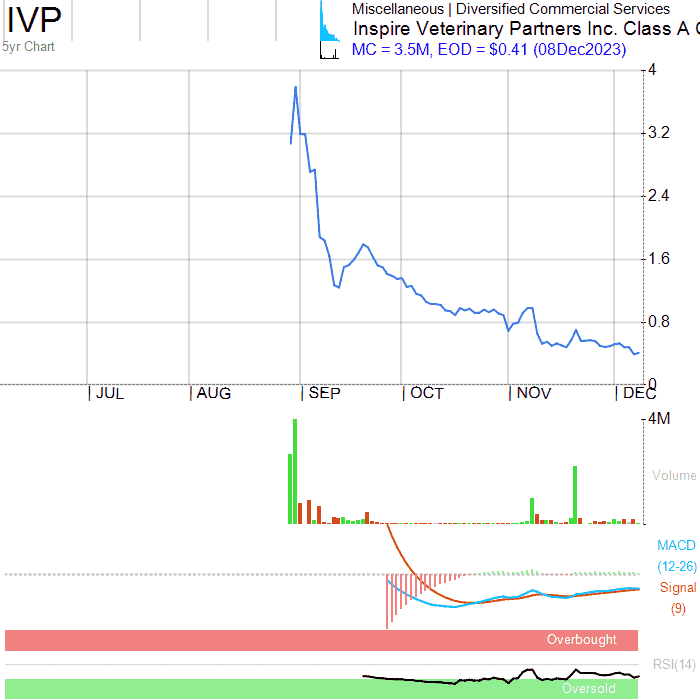 IVP
5yr Chart
Miscellaneous | Diversified Commercial Services
Inspire Veterinary Partners Inc. Class A
MC = 3.5M, EOD = $0.41 (08Dec2023)
4
3.2
2.4
1.6
0.8
0
JUL AUG SEP OCT NOV DEC
4M
Volume
MACD
(12-26)
Signal
(9)
Overbought
RSI(14)
Oversold